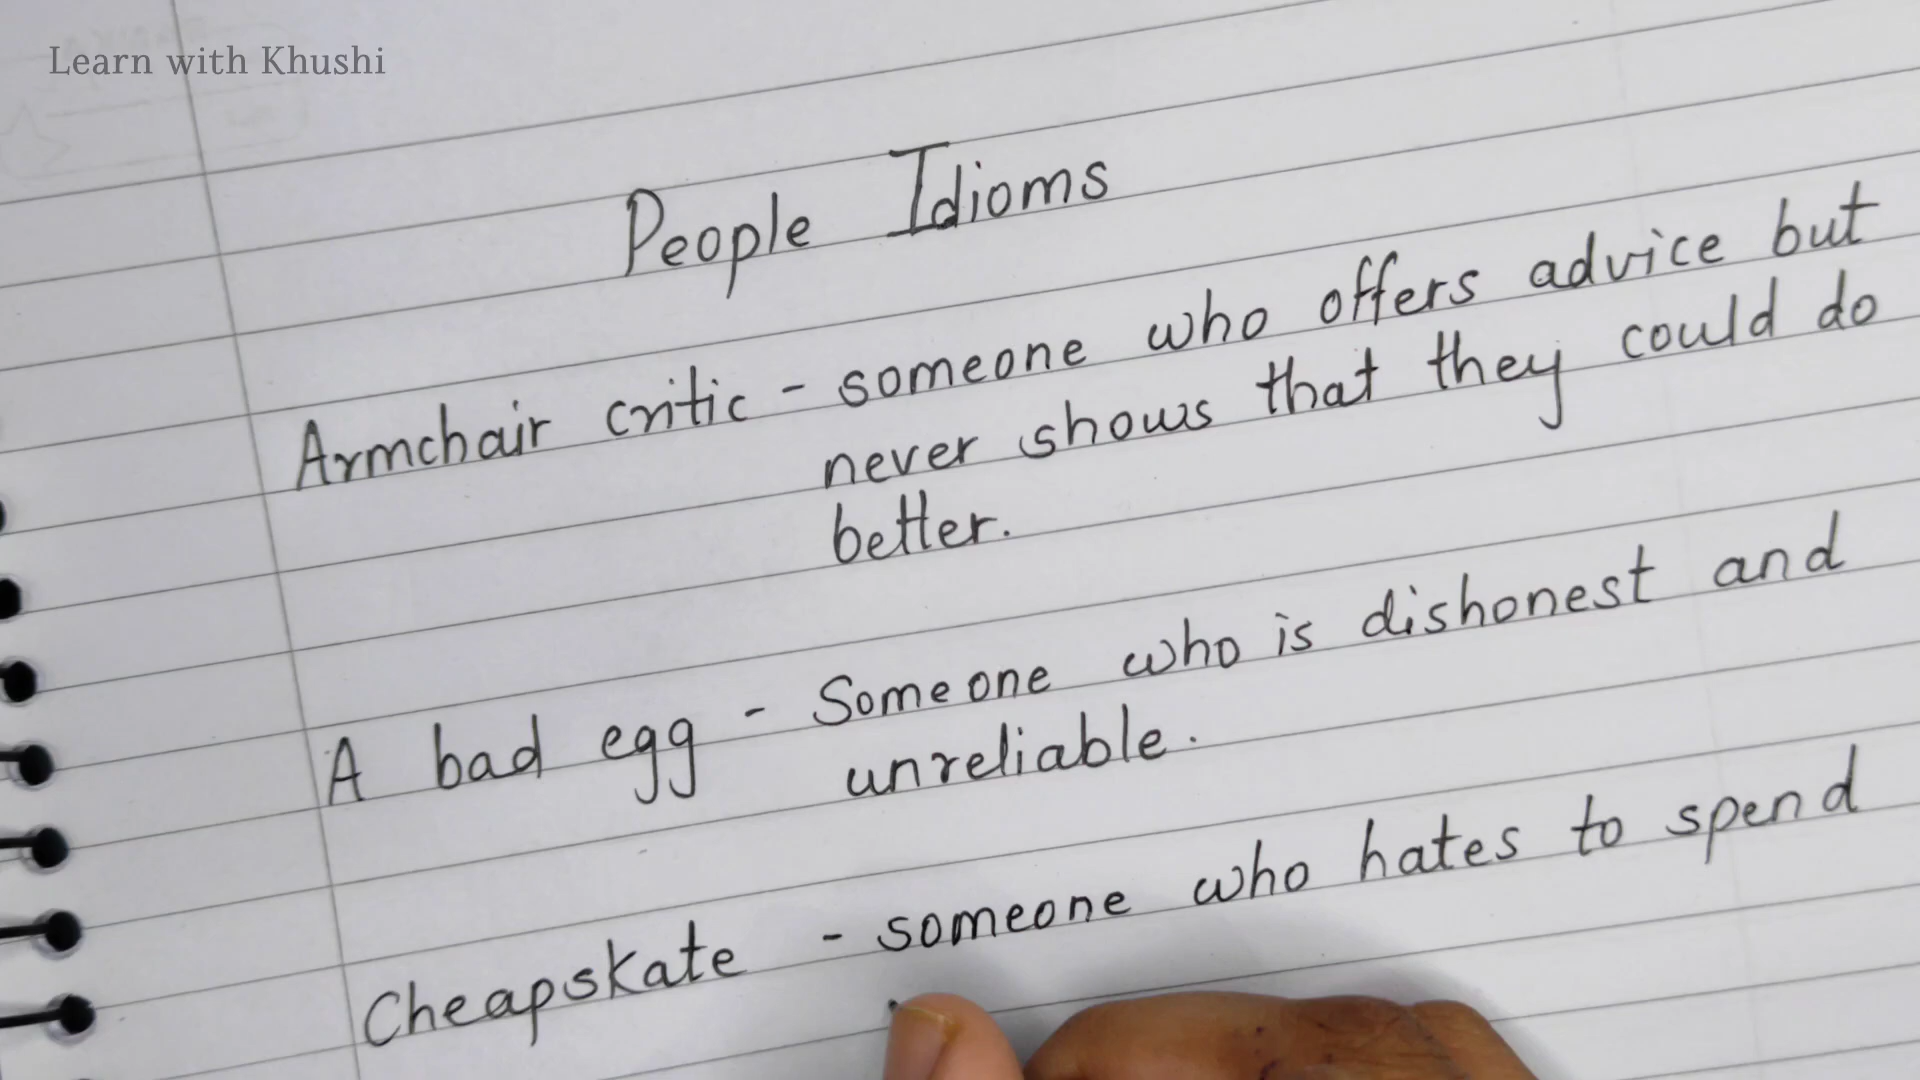 Learn with Khushi
People Idioms
Armchair critic - someone who offers advice but
never shows that they could do
better.
A bad egg - Someone who is dishonest and
unreliable.
Cheapskate - someone who hates to spend